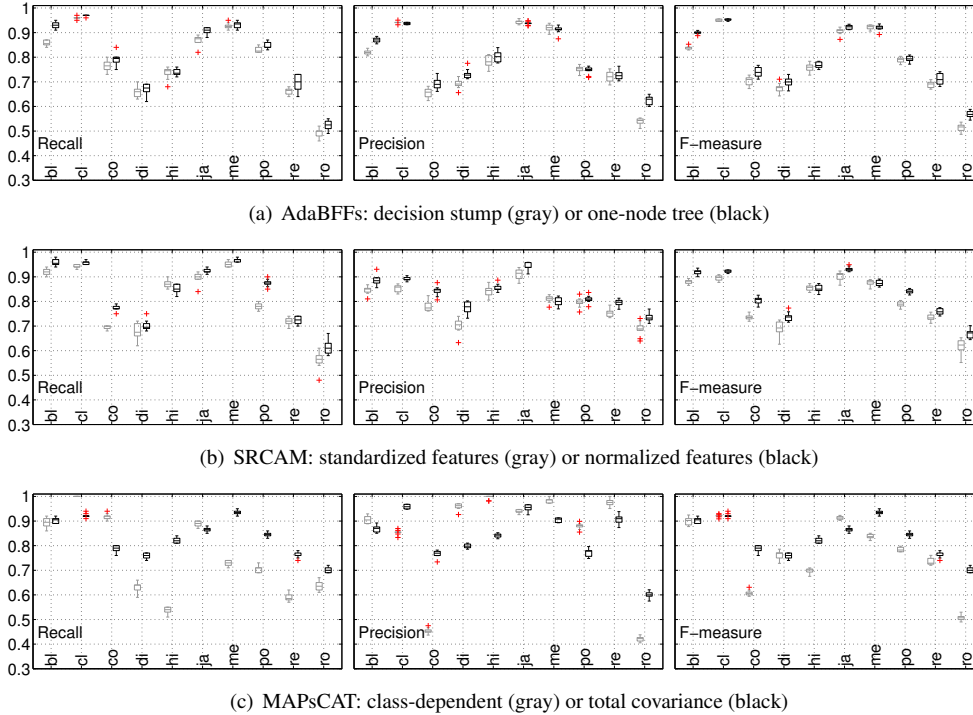 1
0.9
0.8
0.7
0.6
0.5
0.4
0.3
Recall
bl
cl
co
di
hi
ja
me
po
re
ro
Precision
bl
cl
co
di
hi
ja
me
po
re
ro
F−measure
bl
cl
co
di
hi
ja
me
po
re
ro
(a) AdaBFFs: decision stump (gray) or one-node tree (black)
1
0.9
0.8
0.7
0.6
0.5
0.4
0.3
Recall
bl
cl
co
di
hi
ja
me
po
re
ro
Precision
bl
cl
co
di
hi
ja
me
po
re
ro
F−measure
bl
cl
co
di
hi
ja
me
po
re
ro
(b) SRCAM: standardized features (gray) or normalized features (black)
1
0.9
0.8
0.7
0.6
0.5
0.4
0.3
Recall
bl
cl
co
di
hi
ja
me
po
re
ro
Precision
bl
cl
co
di
hi
ja
me
po
re
ro
F−measure
bl
cl
co
di
hi
ja
me
po
re
ro
(c) MAPsCAT: class-dependent (gray) or total covariance (black)